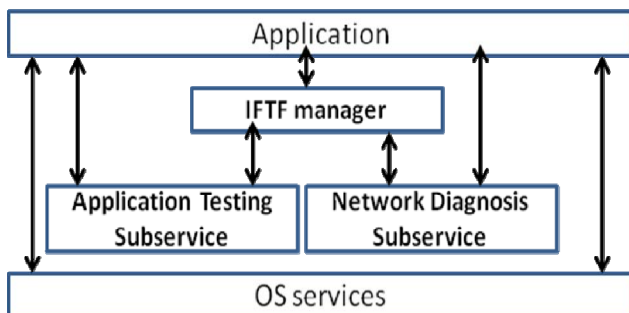 Application
IFTF manager
Application Testing
Subservice
Network Diagnosis
Subservice
OS services